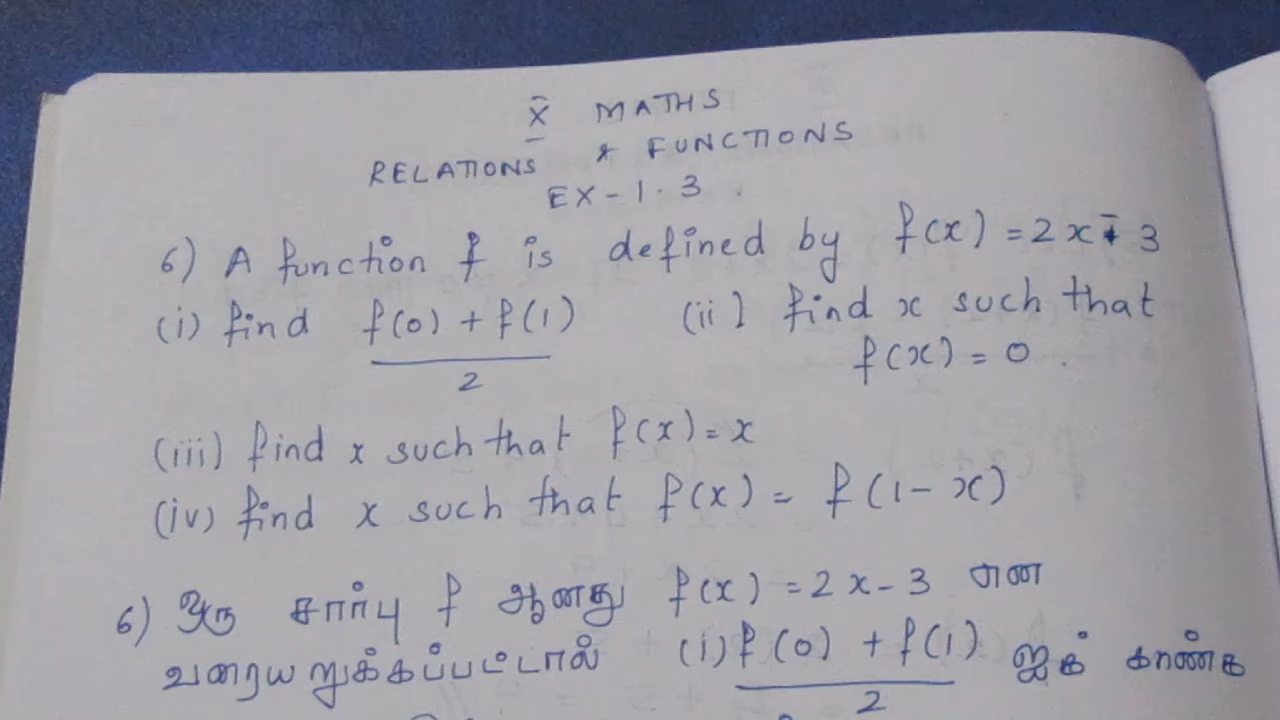 X MATHS
RELATIONS & FUNCTIONS
EX - 1.3
6) A function f is defined by f(x) = 2x - 3
(i) find f(0) + f(1) / 2 (ii) find x such that
f(x) = 0.
(iii) find x such that f(x) = x
(iv) find x such that f(x) = f(1 - x)
6) ஒரு சார்பு f ஆனது f(x) = 2x - 3 என
வரையறுக்கப்பட்டால் (i) f(0) + f(1) / 2 ஐக் காண்க